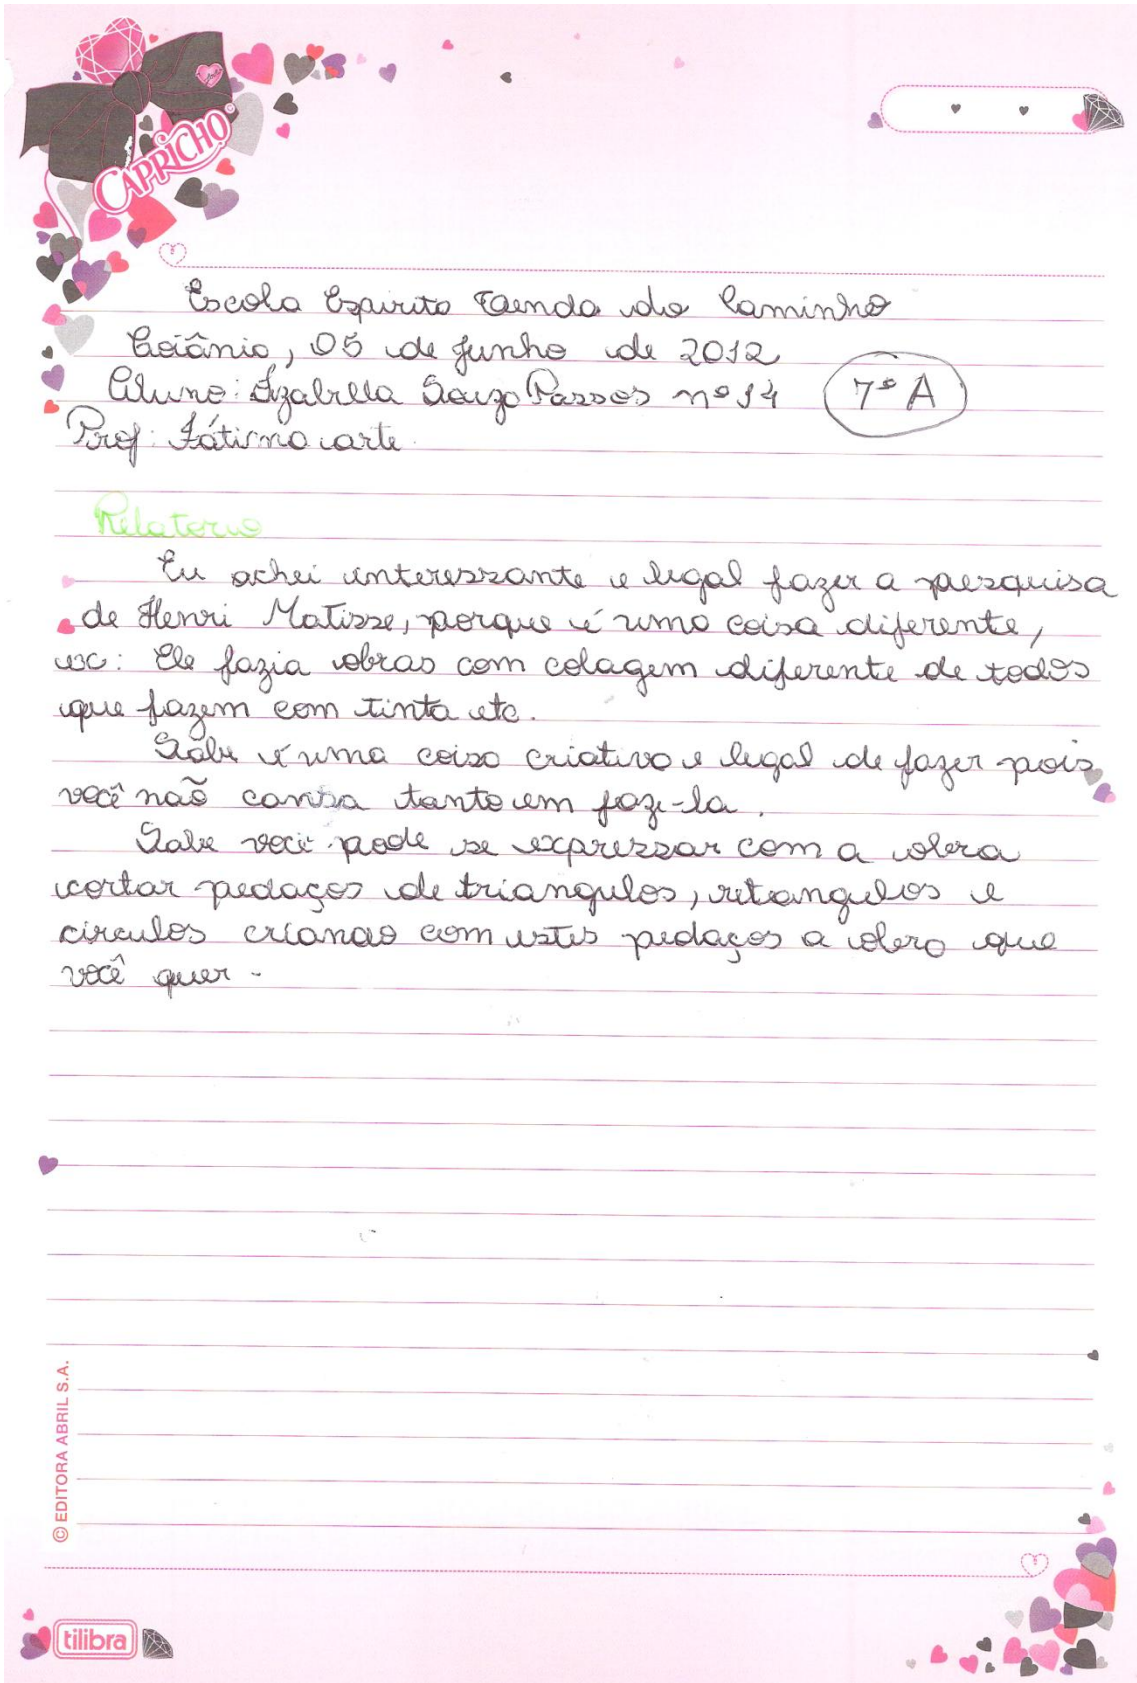 CAPRICHO
Escola Espirito Tenda do Caminho
Goiânia, 05 de junho de 2012
Aluna: Izabella Souza Passos nº 14 7º A
Prof: Fátima arte.
Relatorio
Eu achei interessante e legal fazer a pesquisa
de Henri Matisse, porque é uma coisa diferente,
ex: Ele fazia obras com colagem diferente de todos
que fazem com tinta etc.
Sabe é uma coisa criativa e legal de fazer pois
você não cansa tanto em faze-la.
Sabe você pode se expressar com a obra
cortar pedaços de triangulos, retangulos e
circulos criando com estes pedaços a obra que
você quer.
© EDITORA ABRIL S.A.
tilibra